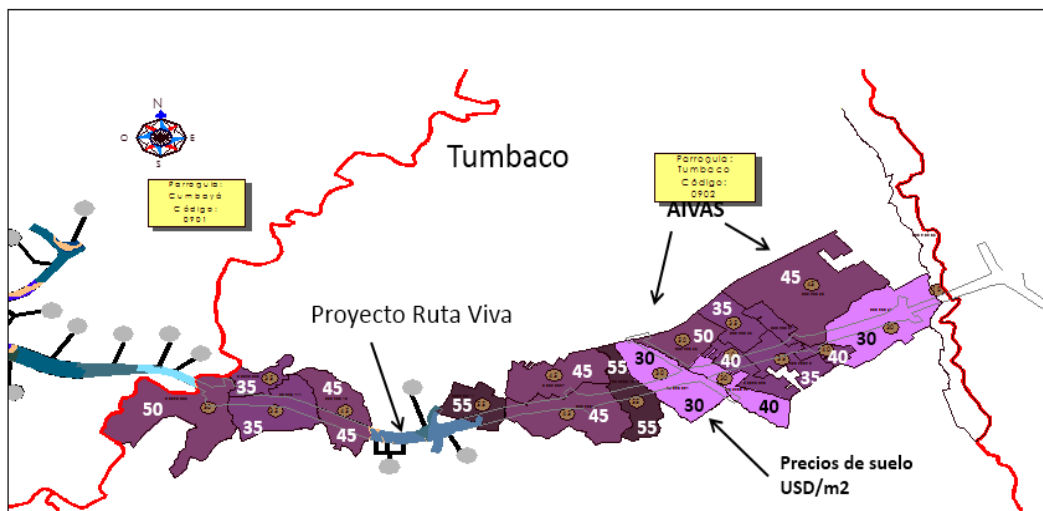 N
O
E
S
Tumbaco
Parroquia:
Cumbayá
Código:
0901
Parroquia:
Tumbaco
Código:
0902
AIVAS
Proyecto Ruta Viva
45
35
50
30
40
40
35
55
45
30
40
35
45
50
55
45
35
45
55
Precios de suelo
USD/m2